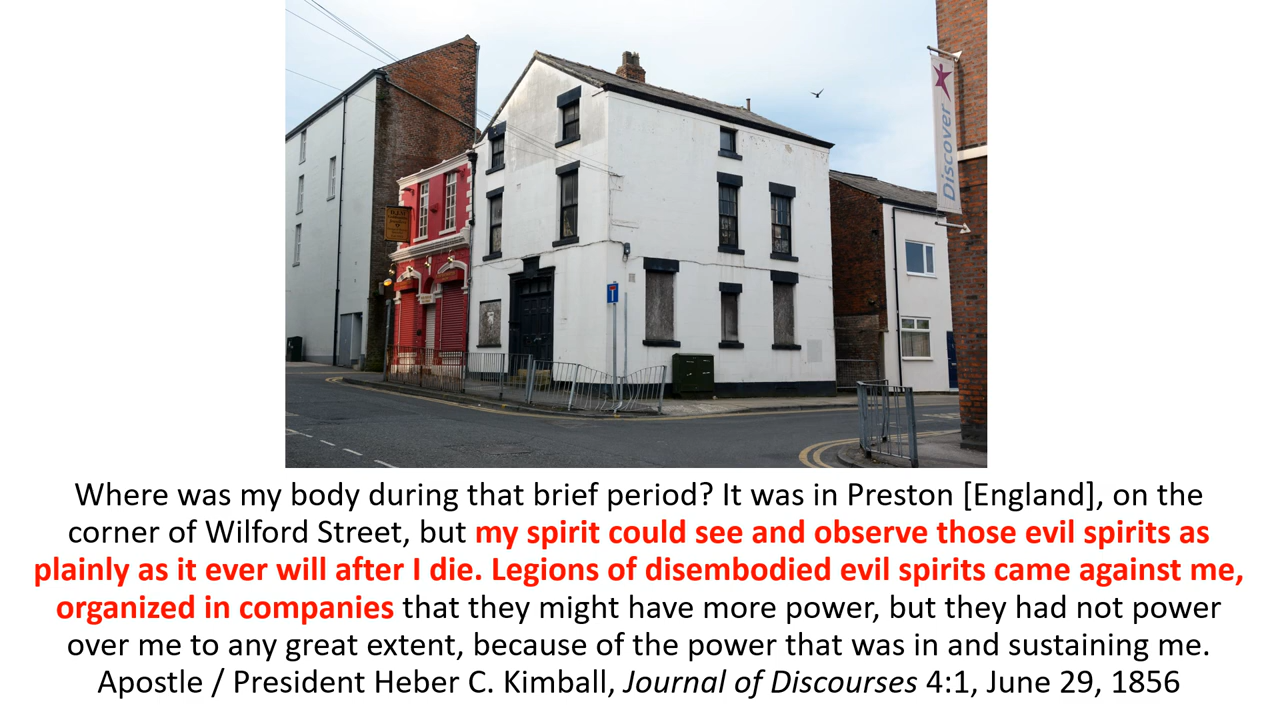 Discover
Where was my body during that brief period? It was in Preston [England], on the
corner of Wilford Street, but my spirit could see and observe those evil spirits as
plainly as it ever will after I die. Legions of disembodied evil spirits came against me,
organized in companies that they might have more power, but they had not power
over me to any great extent, because of the power that was in and sustaining me.
Apostle / President Heber C. Kimball, Journal of Discourses 4:1, June 29, 1856